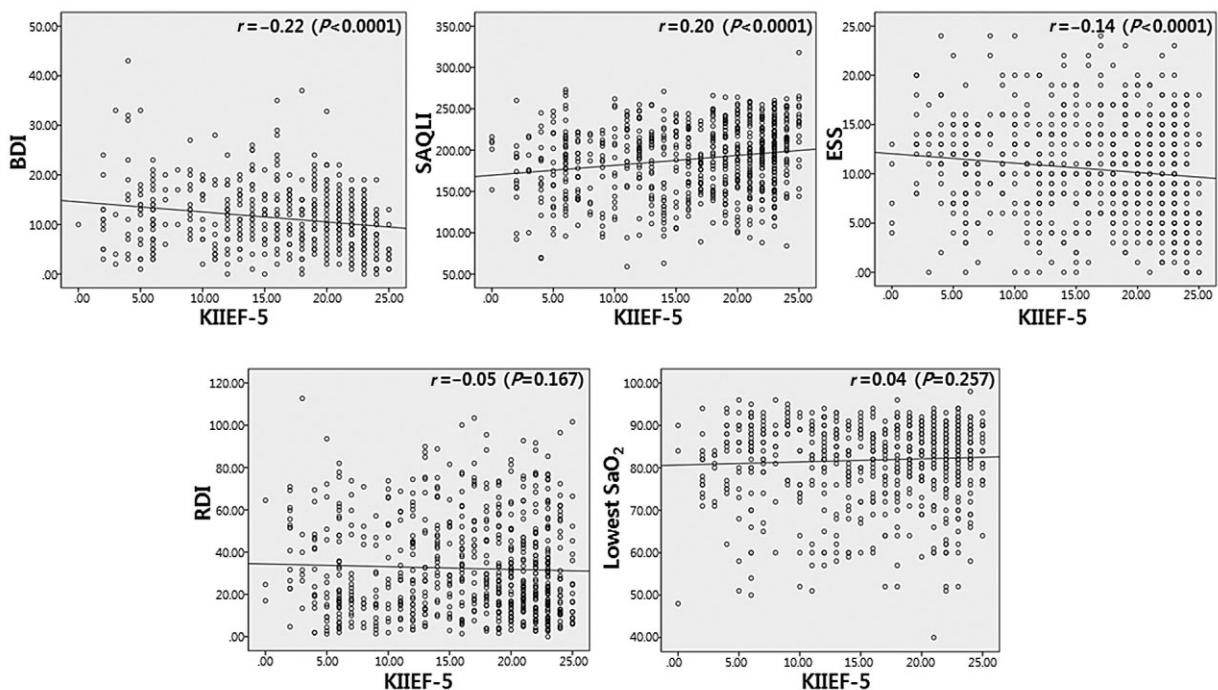 r=−0.22 (P<0.0001)
BDI
50.00
40.00
30.00
20.00
10.00
.00
.00 5.00 10.00 15.00 20.00 25.00
KIIEF-5
r=0.20 (P<0.0001)
SAQLI
350.00
300.00
250.00
200.00
150.00
100.00
50.00
.00 5.00 10.00 15.00 20.00 25.00
KIIEF-5
r=−0.14 (P<0.0001)
ESS
25.00
20.00
15.00
10.00
5.00
.00
.00 5.00 10.00 15.00 20.00 25.00
KIIEF-5
r=−0.05 (P=0.167)
RDI
120.00
100.00
80.00
60.00
40.00
20.00
.00
.00 5.00 10.00 15.00 20.00 25.00
KIIEF-5
r=0.04 (P=0.257)
Lowest SaO₂
100.00
90.00
80.00
70.00
60.00
50.00
40.00
.00 5.00 10.00 15.00 20.00 25.00
KIIEF-5